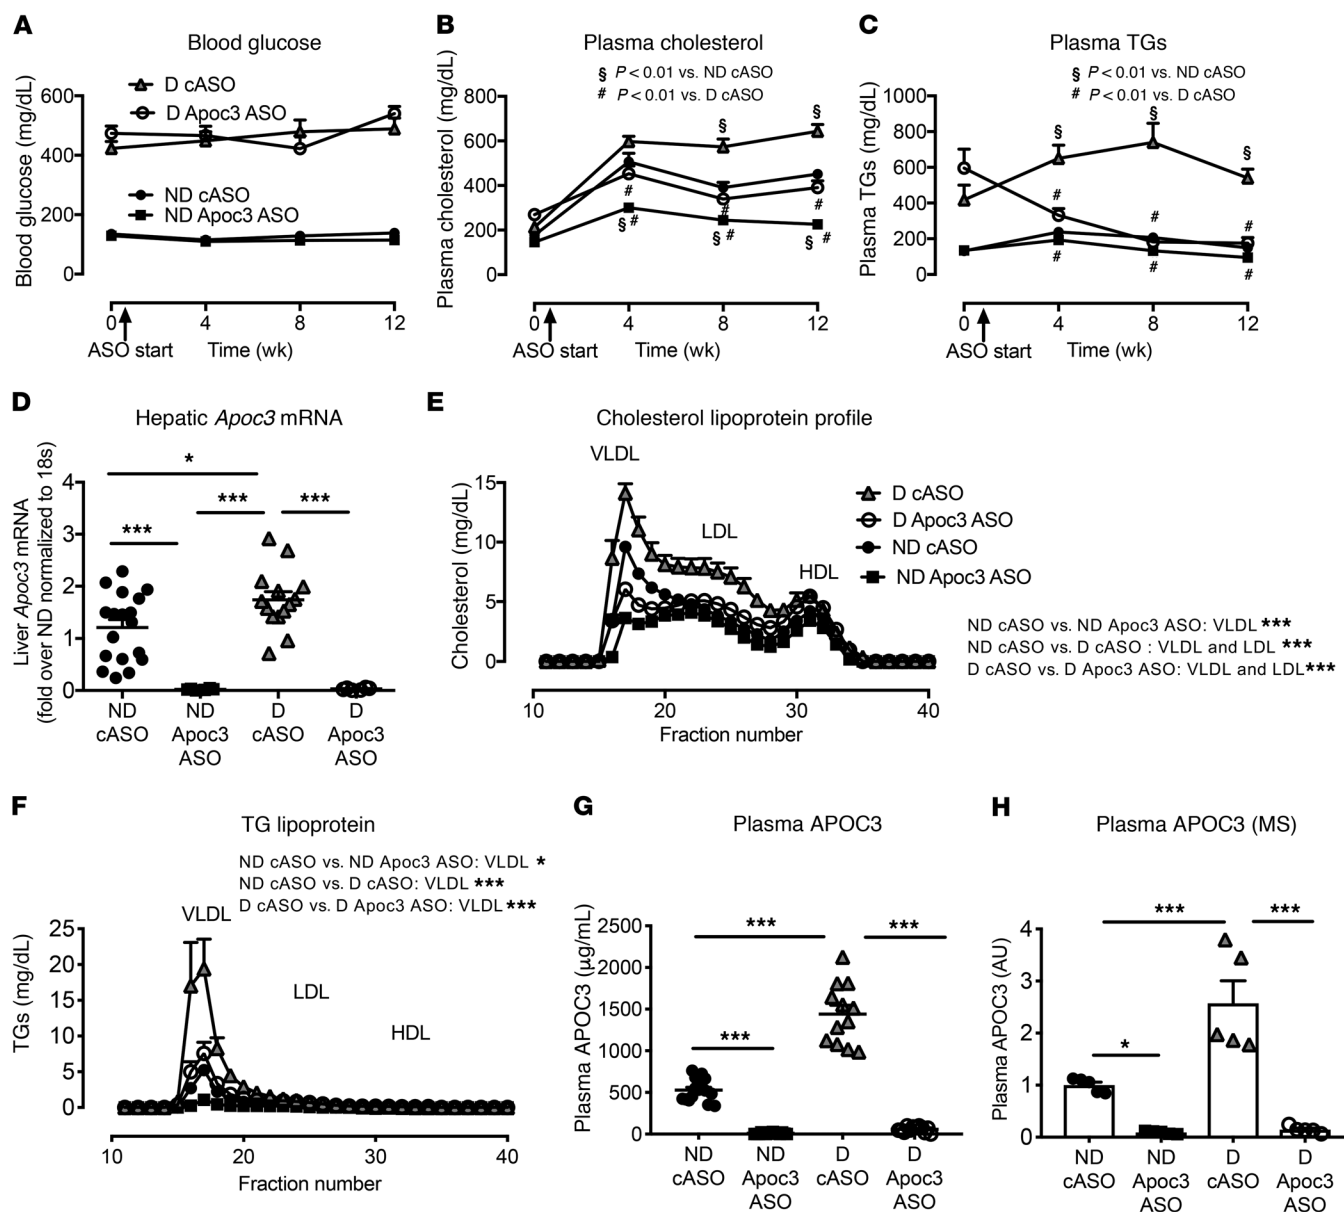 A
Blood glucose
D cASO
D Apoc3 ASO
ND cASO
ND Apoc3 ASO
Blood glucose (mg/dL)
600
400
200
0
0
4
8
12
ASO start
Time (wk)
B
Plasma cholesterol
§ P < 0.01 vs. ND cASO
# P < 0.01 vs. D cASO
Plasma cholesterol (mg/dL)
800
600
400
200
0
§
§
#
#
#
§ #
§ #
§ #
0
4
8
12
ASO start
Time (wk)
C
Plasma TGs
§ P < 0.01 vs. ND cASO
# P < 0.01 vs. D cASO
Plasma TGs (mg/dL)
1000
800
600
400
200
0
§
§
§
#
#
#
#
#
#
0
4
8
12
ASO start
Time (wk)
D
Hepatic Apoc3 mRNA
Liver Apoc3 mRNA
(fold over ND normalized to 18s)
4
3
2
1
0
*
***
***
***
ND
cASO
ND
Apoc3
ASO
D
cASO
D
Apoc3
ASO
E
Cholesterol lipoprotein profile
VLDL
LDL
HDL
Cholesterol (mg/dL)
15
10
5
0
10
20
30
40
Fraction number
D cASO
D Apoc3 ASO
ND cASO
ND Apoc3 ASO
ND cASO vs. ND Apoc3 ASO: VLDL ***
ND cASO vs. D cASO : VLDL and LDL ***
D cASO vs. D Apoc3 ASO: VLDL and LDL***
F
TG lipoprotein
ND cASO vs. ND Apoc3 ASO: VLDL *
ND cASO vs. D cASO: VLDL ***
D cASO vs. D Apoc3 ASO: VLDL ***
VLDL
LDL
HDL
TGs (mg/dL)
25
20
15
10
5
0
10
20
30
40
Fraction number
G
Plasma APOC3
Plasma APOC3 (µg/mL)
2500
2000
1500
1000
500
0
***
***
***
ND
cASO
ND
Apoc3
ASO
D
cASO
D
Apoc3
ASO
H
Plasma APOC3 (MS)
Plasma APOC3 (AU)
4
3
2
1
0
***
***
*
ND
cASO
ND
Apoc3
ASO
D
cASO
D
Apoc3
ASO